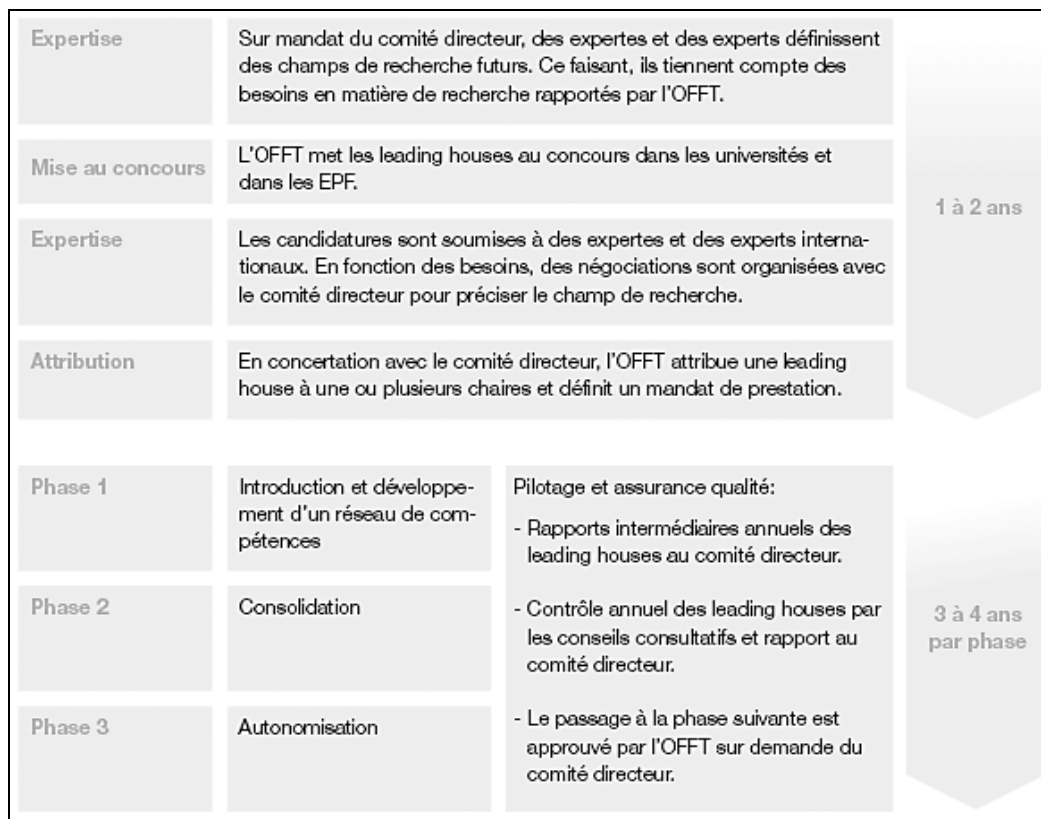 Expertise
Sur mandat du comité directeur, des expertes et des experts définissent
des champs de recherche futurs. Ce faisant, ils tiennent compte des
besoins en matière de recherche rapportés par l'OFFT.
Mise au concours
L'OFFT met les leading houses au concours dans les universités et
dans les EPF.
Expertise
Les candidatures sont soumises à des expertes et des experts interna-
tionaux. En fonction des besoins, des négociations sont organisées avec
le comité directeur pour préciser le champ de recherche.
Attribution
En concertation avec le comité directeur, l'OFFT attribue une leading
house à une ou plusieurs chaires et définit un mandat de prestation.
1 à 2 ans
Phase 1
Introduction et développe-
ment d'un réseau de com-
pétences
Phase 2
Consolidation
Phase 3
Autonomisation
Pilotage et assurance qualité:
- Rapports intermédiaires annuels des
leading houses au comité directeur.
- Contrôle annuel des leading houses par
les conseils consultatifs et rapport au
comité directeur.
- Le passage à la phase suivante est
approuvé par l'OFFT sur demande du
comité directeur.
3 à 4 ans
par phase